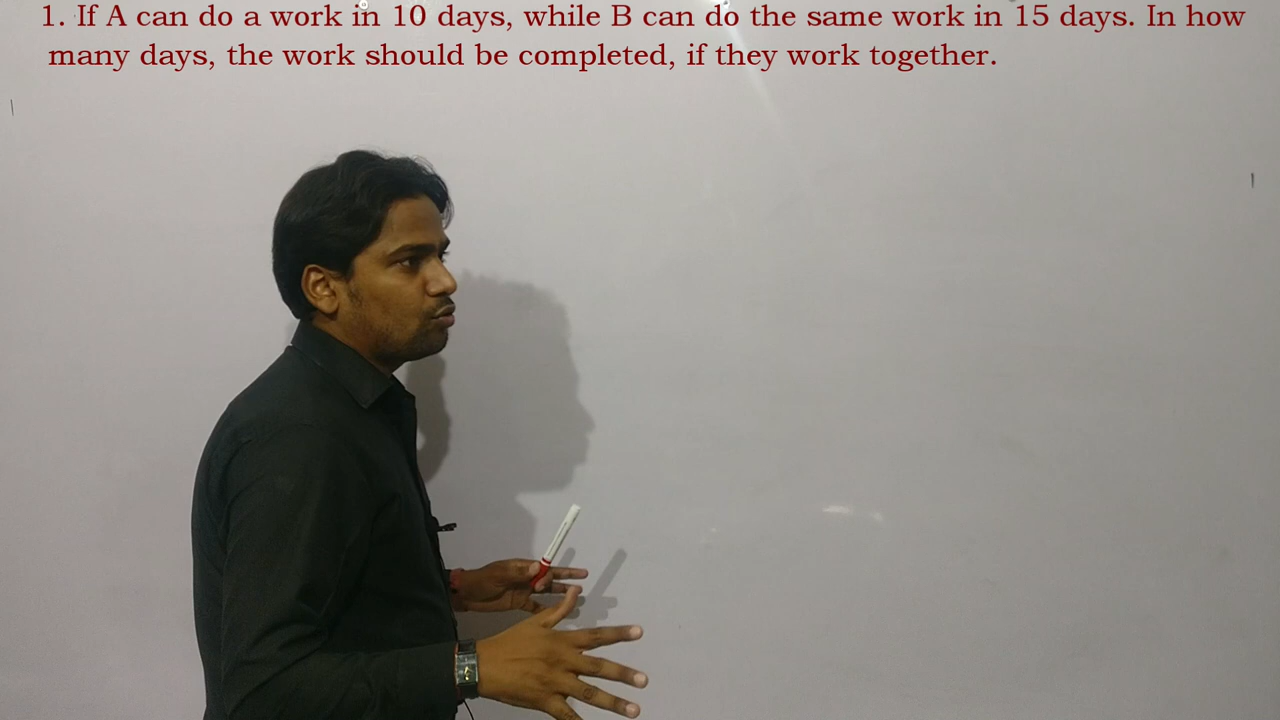 1. If A can do a work in 10 days, while B can do the same work in 15 days. In how
many days, the work should be completed, if they work together.